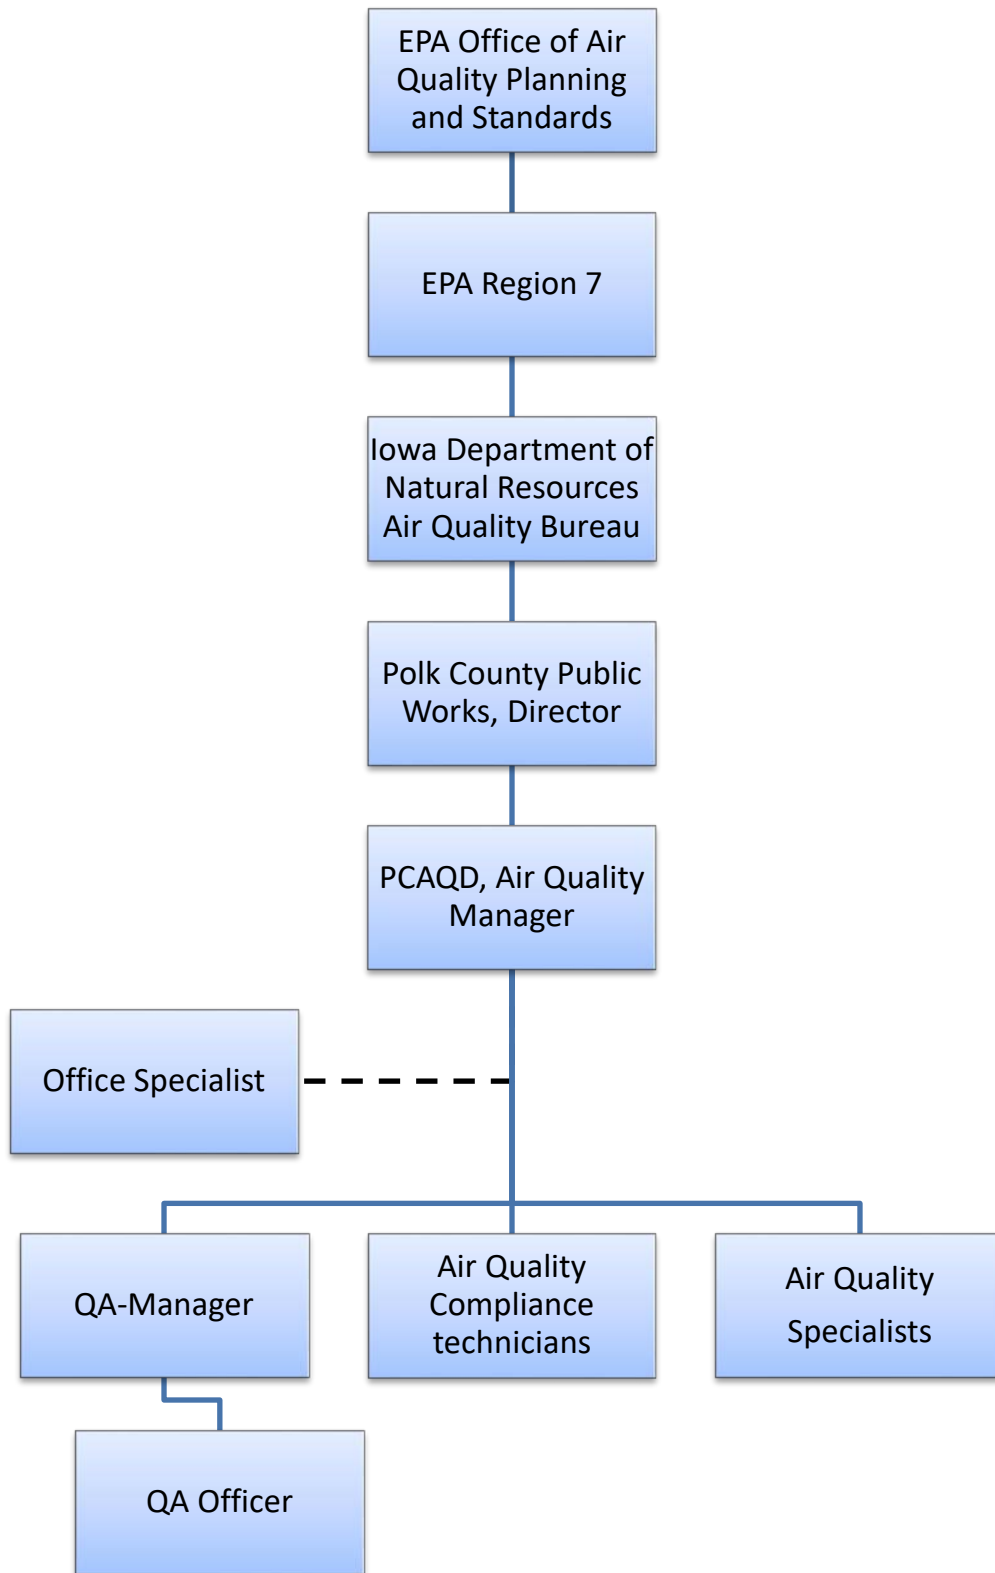 EPA Office of Air
Quality Planning
and Standards
EPA Region 7
Iowa Department of
Natural Resources
Air Quality Bureau
Polk County Public
Works, Director
PCAQD, Air Quality
Manager
Office Specialist
QA-Manager
Air Quality
Compliance
technicians
Air Quality
Specialists
QA Officer